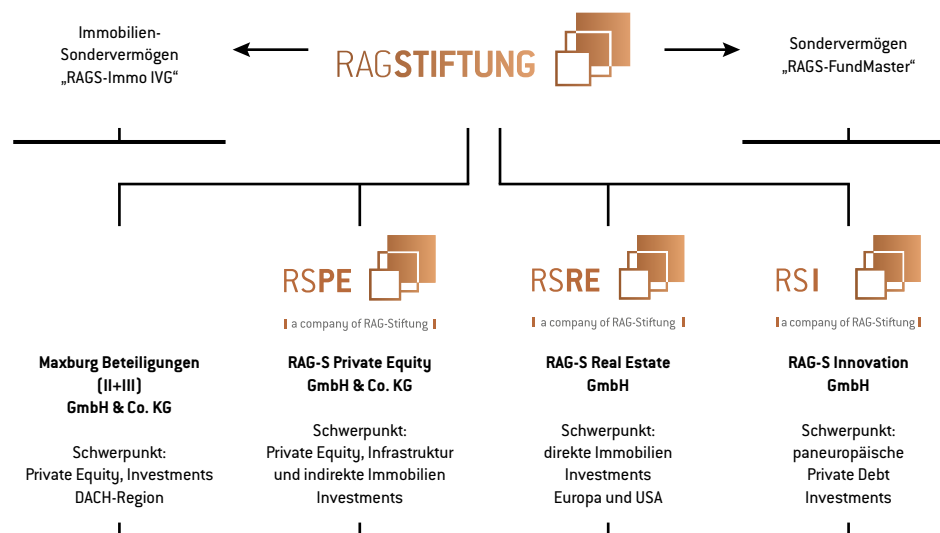 Immobilien-
Sondervermögen
„RAGS-Immo IVG“
RAGSTIFTUNG
Sondervermögen
„RAGS-FundMaster“
RSPE
a company of RAG-Stiftung
RSRE
a company of RAG-Stiftung
RSI
a company of RAG-Stiftung
Maxburg Beteiligungen
(II+III)
GmbH & Co. KG
Schwerpunkt:
Private Equity, Investments
DACH-Region
RAG-S Private Equity
GmbH & Co. KG
Schwerpunkt:
Private Equity, Infrastruktur
und indirekte Immobilien
Investments
RAG-S Real Estate
GmbH
Schwerpunkt:
direkte Immobilien
Investments
Europa und USA
RAG-S Innovation
GmbH
Schwerpunkt:
paneuropäische
Private Debt
Investments